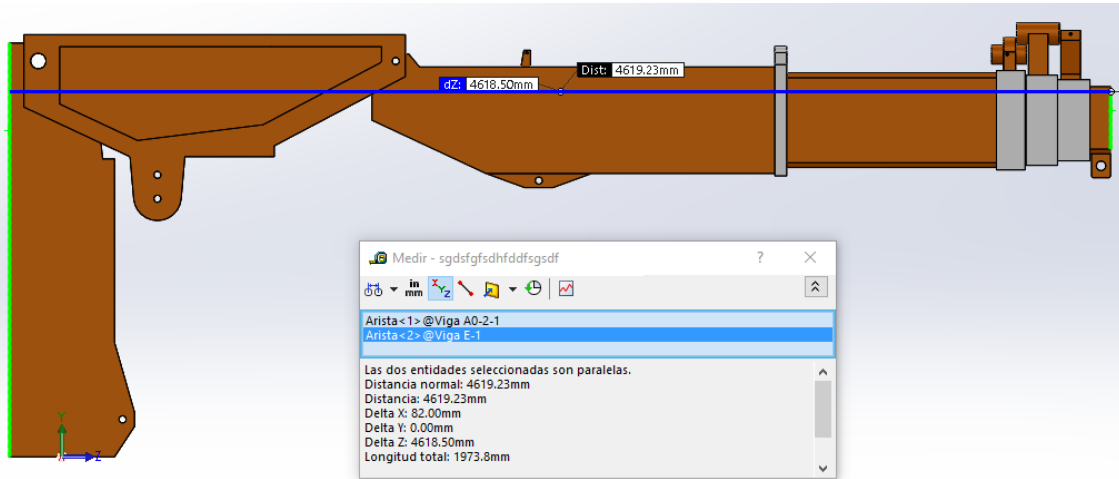 Dist: 4619.23mm
dZ: 4618.50mm
Medir - sgdsfgfsdhfddfsgsdf
?
in
mm
X Y Z
Arista<1>@Viga A0-2-1
Arista<2>@Viga E-1
Las dos entidades seleccionadas son paralelas.
Distancia normal: 4619.23mm
Distancia: 4619.23mm
Delta X: 82.00mm
Delta Y: 0.00mm
Delta Z: 4618.50mm
Longitud total: 1973.8mm
Y
X Z